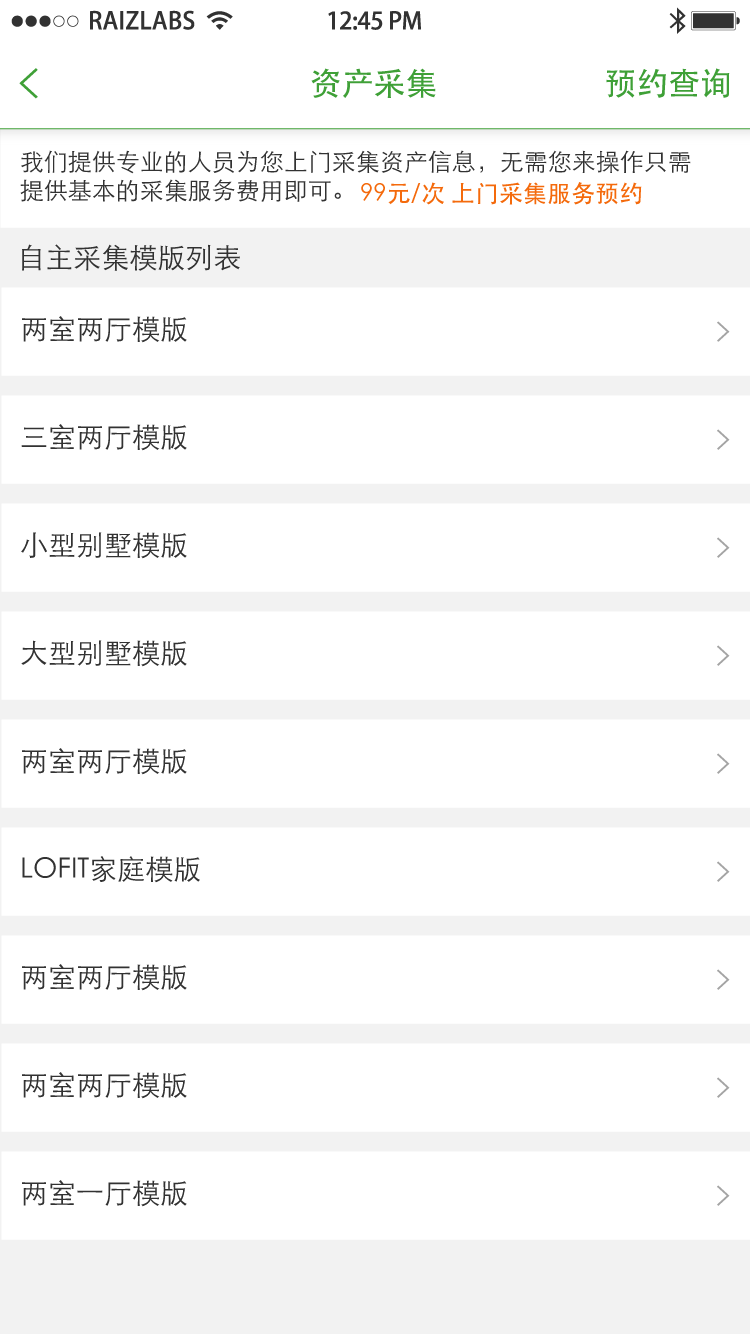 RAIZLABS 12:45 PM
资产采集 预约查询
我们提供专业的人员为您上门采集资产信息，无需您来操作只需
提供基本的采集服务费用即可。99元/次 上门采集服务预约
自主采集模版列表
两室两厅模版
三室两厅模版
小型别墅模版
大型别墅模版
两室两厅模版
LOFIT家庭模版
两室两厅模版
两室两厅模版
两室一厅模版